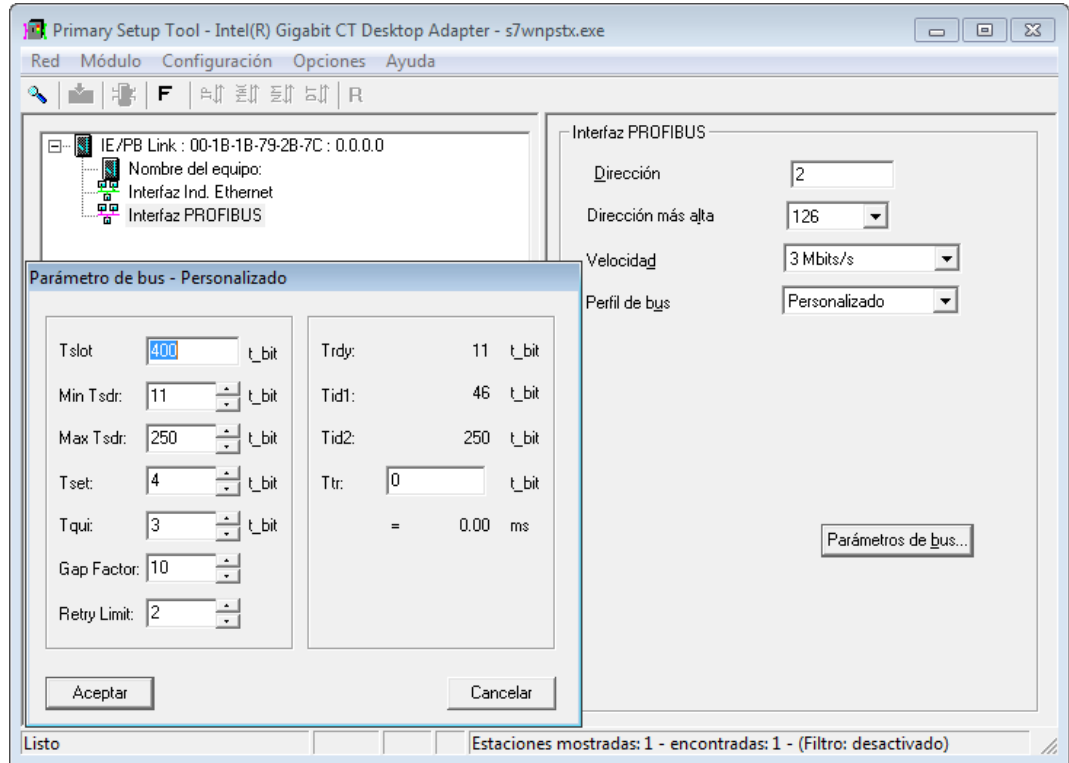 Primary Setup Tool - Intel(R) Gigabit CT Desktop Adapter - s7wnpstx.exe
Red Módulo Configuración Opciones Ayuda
F R
IE/PB Link : 00-1B-1B-79-2B-7C : 0.0.0.0
Nombre del equipo:
Interfaz Ind. Ethernet
Interfaz PROFIBUS
Interfaz PROFIBUS
Dirección 2
Dirección más alta 126
Velocidad 3 Mbits/s
Perfil de bus Personalizado
Parámetros de bus...
Parámetro de bus - Personalizado
Tslot 400 t_bit
Min Tsdr: 11 t_bit
Max Tsdr: 250 t_bit
Tset: 4 t_bit
Tqui: 3 t_bit
Gap Factor: 10
Retry Limit: 2
Trdy: 11 t_bit
Tid1: 46 t_bit
Tid2: 250 t_bit
Ttr: 0 t_bit
= 0.00 ms
Aceptar Cancelar
Listo Estaciones mostradas: 1 - encontradas: 1 - (Filtro: desactivado)